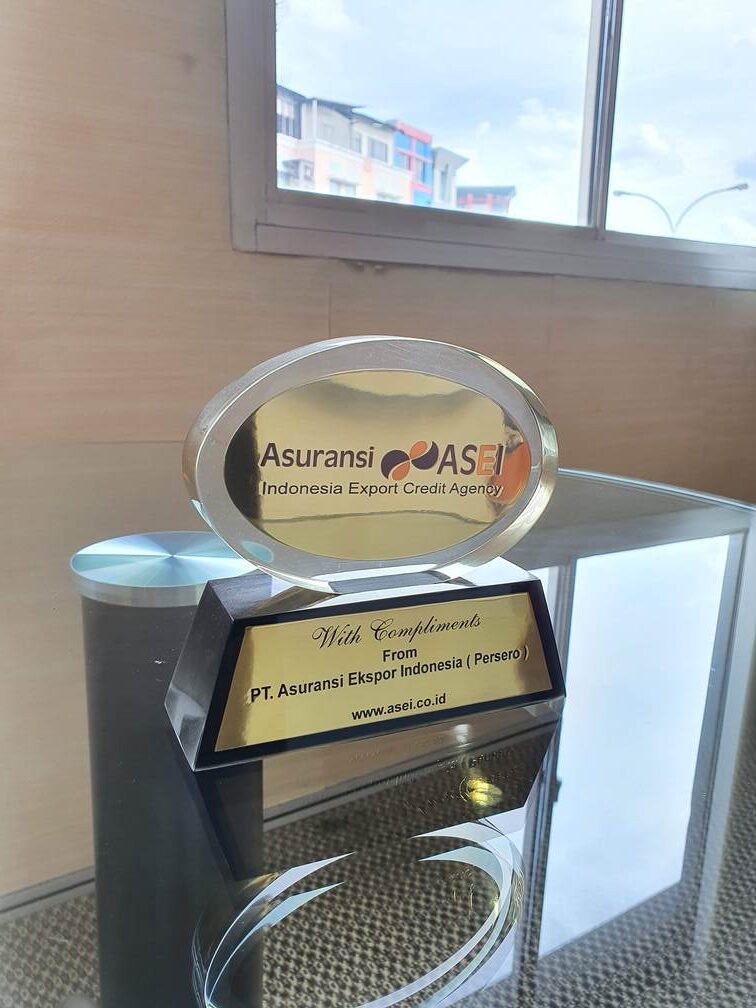 Asuransi ASEI
Indonesia Export Credit Agency
With Compliments
From
PT. Asuransi Ekspor Indonesia ( Persero )
www.asei.co.id